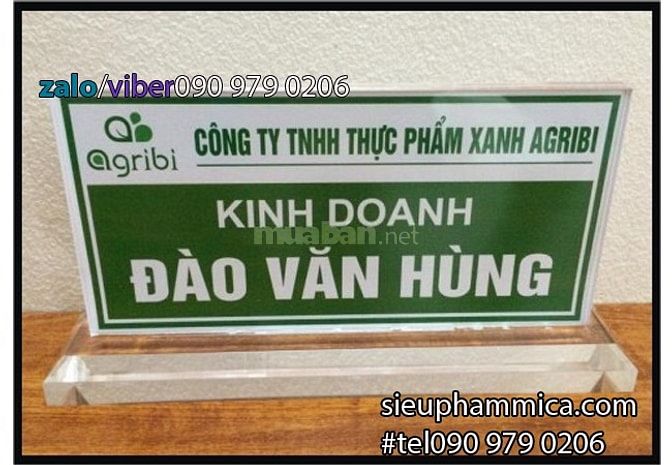 zalo/viber090 979 0206
agribi
CÔNG TY TNHH THỰC PHẨM XANH AGRIBI
KINH DOANH
muaban.net
ĐÀO VĂN HÙNG
sieuphammica.com
#tel090 979 0206